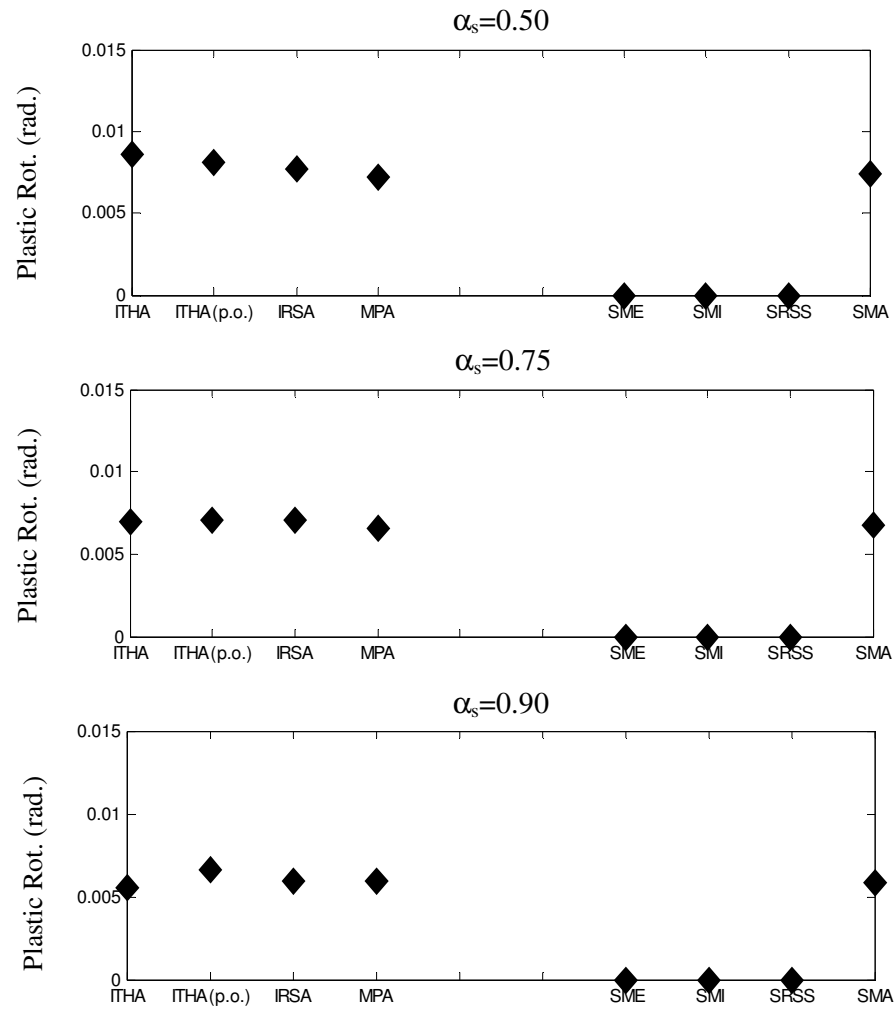 αs=0.50
0.015
0.01
0.005
0
Plastic Rot. (rad.)
ITHA ITHA(p.o.) IRSA MPA SME SMI SRSS SMA
αs=0.75
0.015
0.01
0.005
0
Plastic Rot. (rad.)
ITHA ITHA(p.o.) IRSA MPA SME SMI SRSS SMA
αs=0.90
0.015
0.01
0.005
0
Plastic Rot. (rad.)
ITHA ITHA(p.o.) IRSA MPA SME SMI SRSS SMA